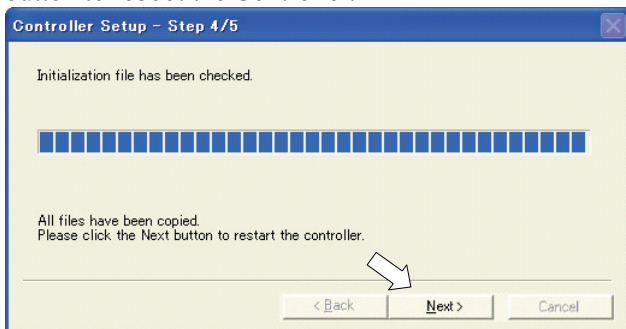 Controller Setup - Step 4/5
Initialization file has been checked.
All files have been copied.
Please click the Next button to restart the controller.
< Back
Next >
Cancel